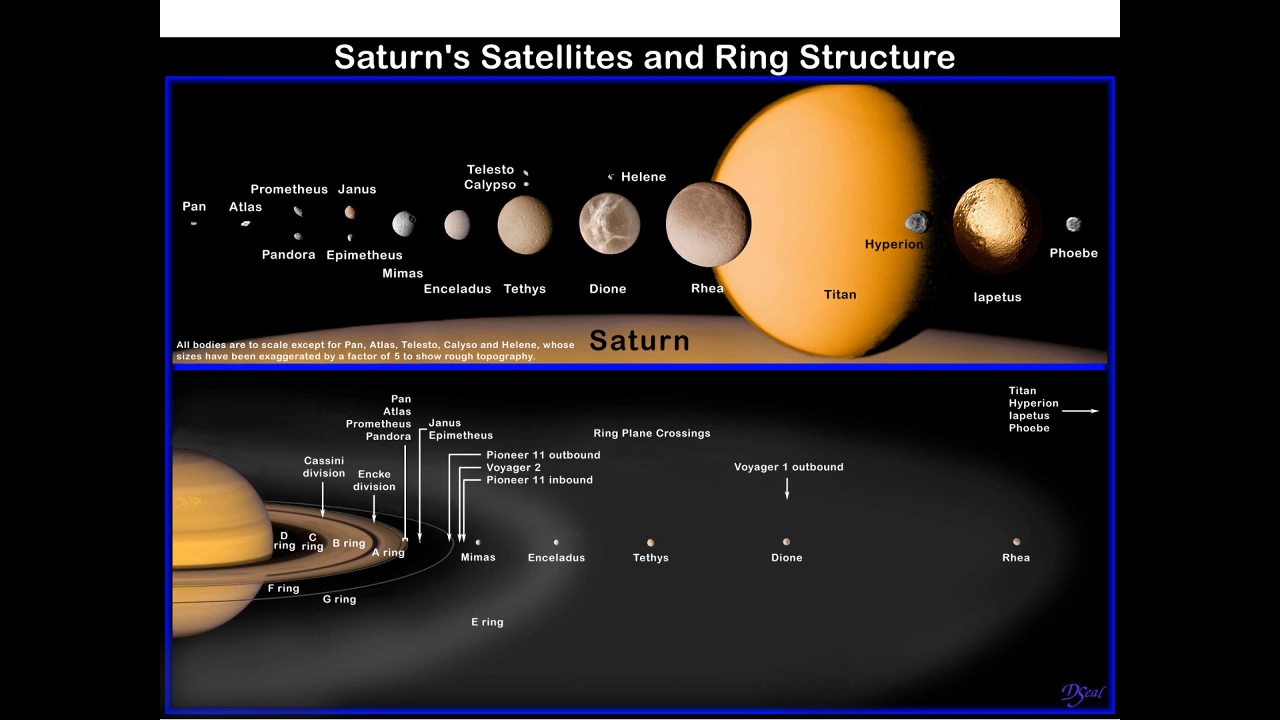 Saturn's Satellites and Ring Structure
Telesto
Calypso
Helene
Prometheus
Janus
Pan
Atlas
Pandora
Epimetheus
Hyperion
Phoebe
Mimas
Enceladus
Tethys
Dione
Rhea
Titan
Iapetus
Saturn
All bodies are to scale except for Pan, Atlas, Telesto, Calyso and Helene, whose
sizes have been exaggerated by a factor of 5 to show rough topography.
Titan
Hyperion
Iapetus
Phoebe
Pan
Atlas
Prometheus
Pandora
Janus
Epimetheus
Ring Plane Crossings
Pioneer 11 outbound
Voyager 2
Pioneer 11 inbound
Voyager 1 outbound
Cassini
division
Encke
division
D
ring
C
ring
B ring
A ring
Mimas
Enceladus
Tethys
Dione
Rhea
F ring
G ring
E ring
DSeal